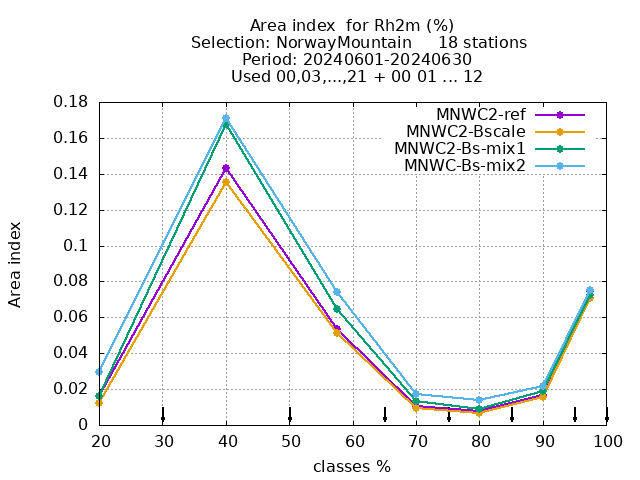 Area index  for Rh2m (%)
Selection: NorwayMountain     18 stations
Period: 20240601-20240630
Used 00,03,...,21 + 00 01 ... 12
MNWC2-ref
MNWC2-Bscale
MNWC2-Bs-mix1
MNWC-Bs-mix2
0.18
0.16
0.14
0.12
0.1
0.08
0.06
0.04
0.02
0
Area index
20 30 40 50 60 70 80 90 100
classes %